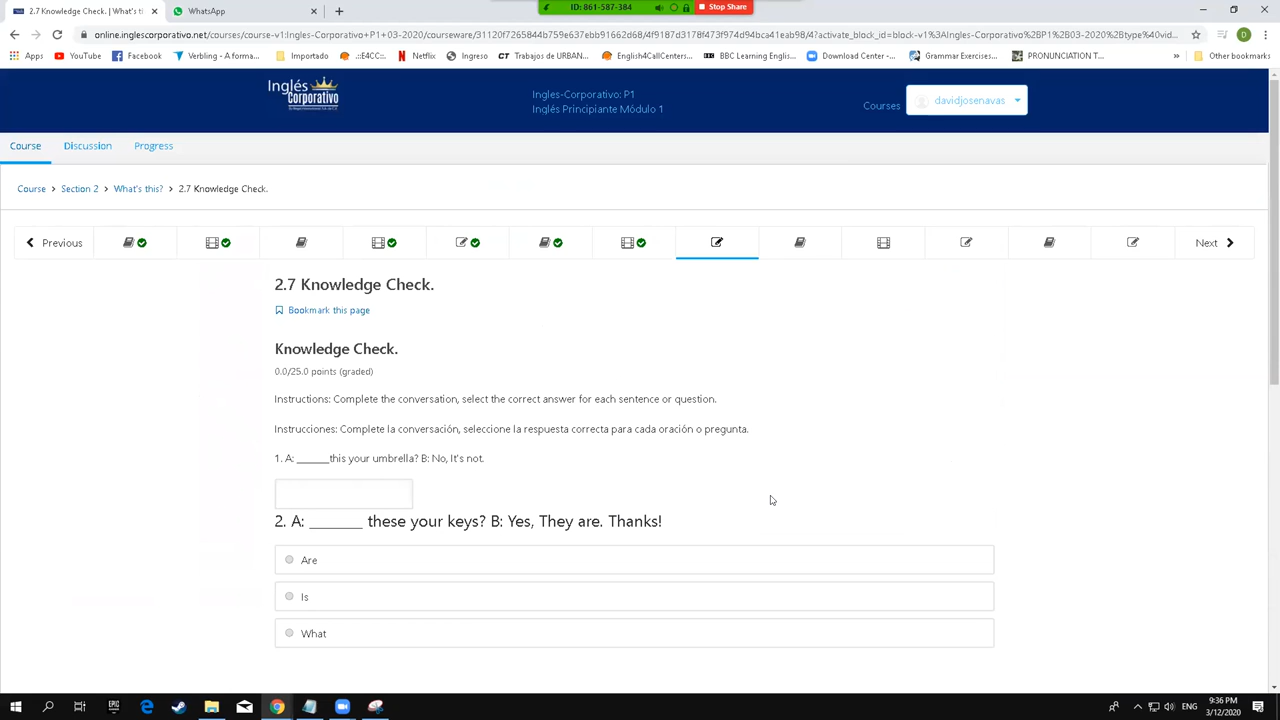 2.7 Knowledge Check. | What's th
WhatsApp
ID: 861-587-384
Stop Share
online.inglescorporativo.net/courses/course-v1:Ingles-Corporativo+P1+03-2020/courseware/31120f7265844b759e637ebb91662d68/4f9187d3178f473f974d94bca41eab98/4?activate_block_id=block-v1%3AIngles-Corporativo%2BP1%2B03-2020%2Btype%40vid...
Apps YouTube Facebook Verbling - A forma... Importado .::E4CC::. Netflix Ingreso Trabajos de URBAN... English4CallCenters... BBC Learning English... Download Center -... Grammar Exercises... PRONUNCIATION T... » Other bookmarks
Inglés
Corporativo
Ingles-Corporativo: P1
Inglés Principiante Módulo 1
Courses
davidjosenavas
Course Discussion Progress
Course > Section 2 > What's this? > 2.7 Knowledge Check.
Previous
Next
2.7 Knowledge Check.
Bookmark this page
Knowledge Check.
0.0/25.0 points (graded)
Instructions: Complete the conversation, select the correct answer for each sentence or question.
Instrucciones: Complete la conversación, seleccione la respuesta correcta para cada oración o pregunta.
1. A: ______this your umbrella? B: No, It's not.
2. A: ______ these your keys? B: Yes, They are. Thanks!
Are
Is
What
ENG
9:36 PM
3/12/2020